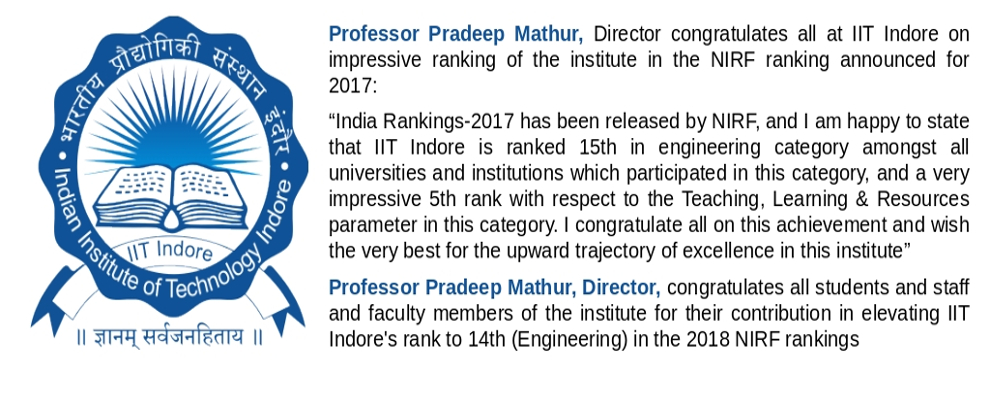 भारतीय प्रौद्योगिकी संस्थान इंदौर
IIT Indore
• Indian Institute of Technology Indore •
॥ ज्ञानम् सर्वजनहिताय ॥
Professor Pradeep Mathur, Director congratulates all at IIT Indore on
impressive ranking of the institute in the NIRF ranking announced for
2017:
“India Rankings-2017 has been released by NIRF, and I am happy to state
that IIT Indore is ranked 15th in engineering category amongst all
universities and institutions which participated in this category, and a very
impressive 5th rank with respect to the Teaching, Learning & Resources
parameter in this category. I congratulate all on this achievement and wish
the very best for the upward trajectory of excellence in this institute”
Professor Pradeep Mathur, Director, congratulates all students and staff
and faculty members of the institute for their contribution in elevating IIT
Indore's rank to 14th (Engineering) in the 2018 NIRF rankings